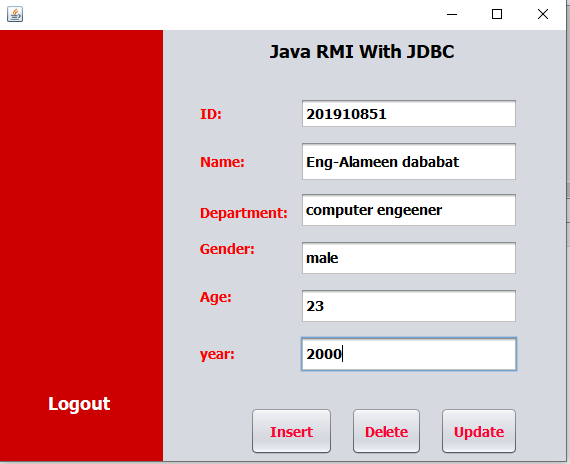 Java RMI With JDBC
ID: 201910851
Name: Eng-Alameen dababat
Department: computer engeener
Gender: male
Age: 23
year: 2000
Logout
Insert Delete Update